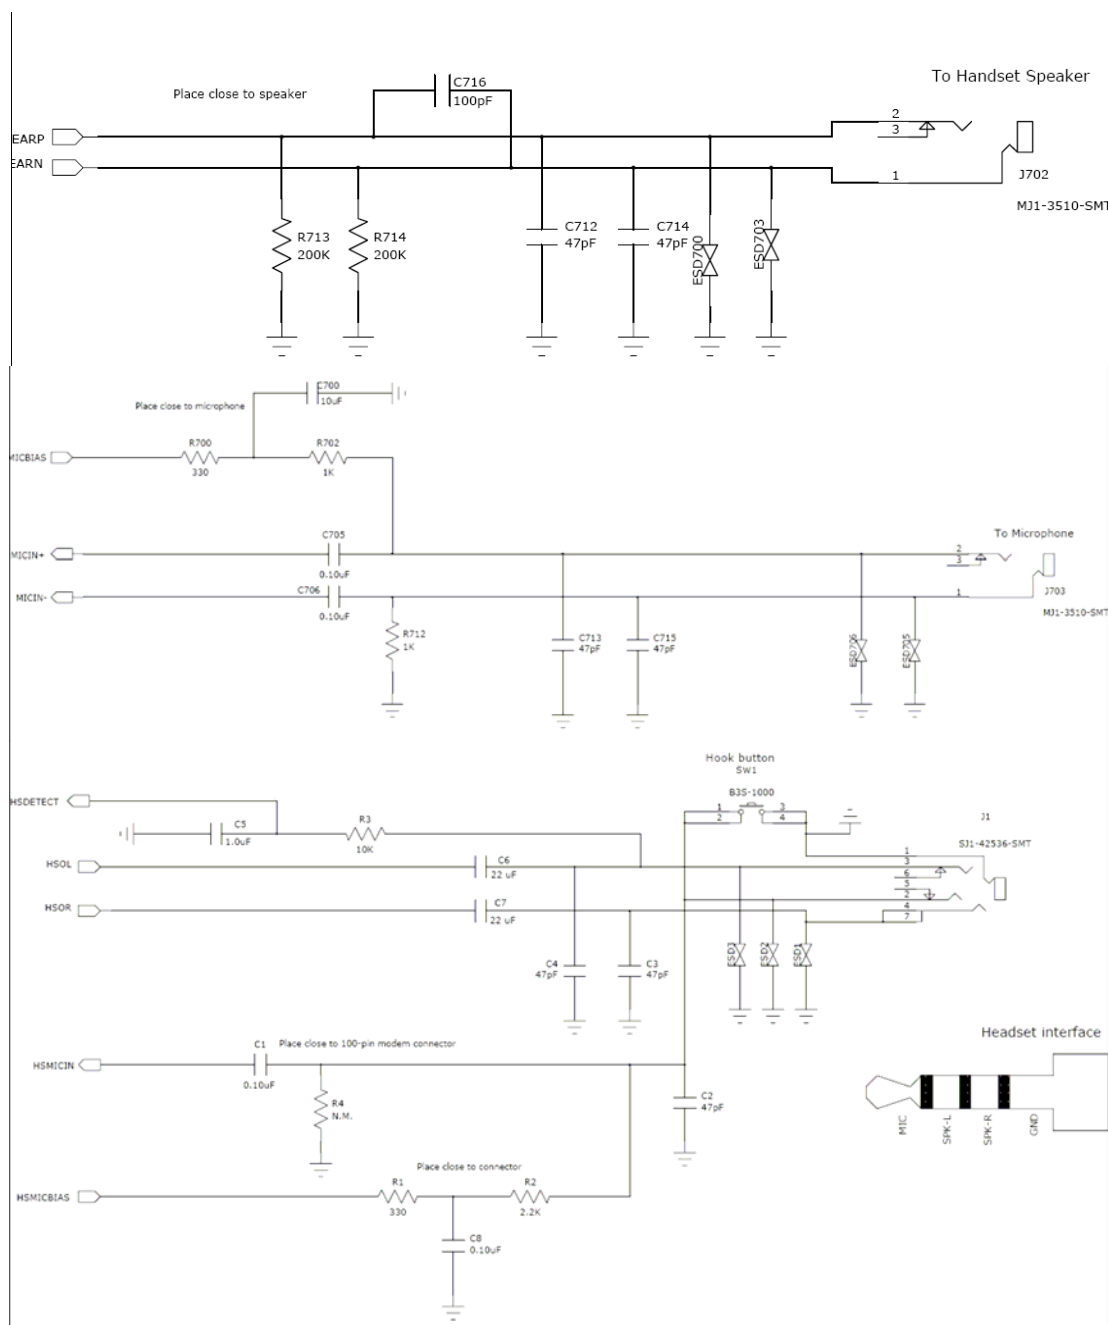 To Handset Speaker
C716
100pF
Place close to speaker
EARP
EARN
2
3
1
J702
MJ1-3510-SMT
R713
200K
R714
200K
C712
47pF
C714
47pF
ESD700
ESD703
C700
10uF
Place close to microphone
MICBIAS
R700
330
R702
1K
MICIN+
C705
0.10uF
To Microphone
2
3
1
J703
MJ1-3510-SMT
MICIN-
C706
0.10uF
R712
1K
C713
47pF
C715
47pF
ESD706
ESD705
Hook button
SW1
B3S-1000
1
2
3
4
HSDETECT
C5
1.0uF
R3
10K
J1
SJ1-42536-SMT
1
3
6
5
2
4
7
HSOL
C6
22 uF
HSOR
C7
22 uF
C4
47pF
C3
47pF
ESD3
ESD2
ESD1
Headset interface
MIC
SPK-L
SPK-R
GND
HSMICIN
C1
0.10uF
Place close to 100-pin modem connector
R4
N.M.
C2
47pF
Place close to connector
HSMICBIAS
R1
330
R2
2.2K
C8
0.10uF